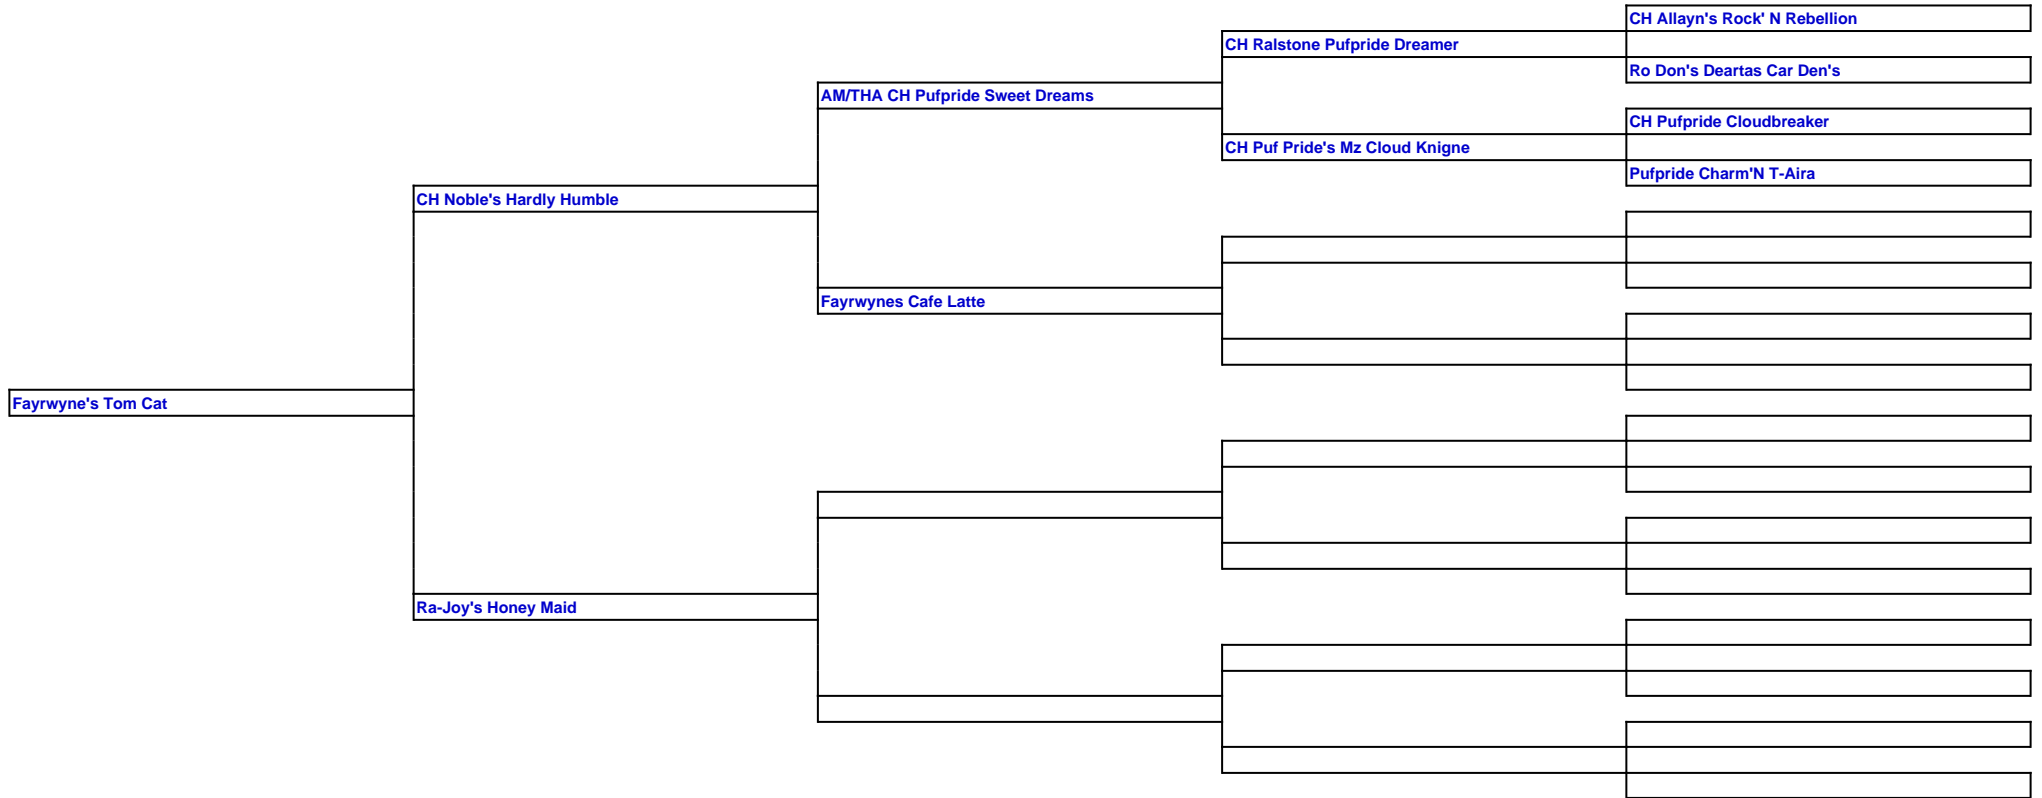 CH Allayn's Rock' N Rebellion
CH Ralstone Pufpride Dreamer
Ro Don's Deartas Car Den's
AM/THA CH Pufpride Sweet Dreams
CH Pufpride Cloudbreaker
CH Puf Pride's Mz Cloud Knigne
Pufpride Charm'N T-Aira
CH Noble's Hardly Humble
Fayrwynes Cafe Latte
Fayrwyne's Tom Cat
Ra-Joy's Honey Maid